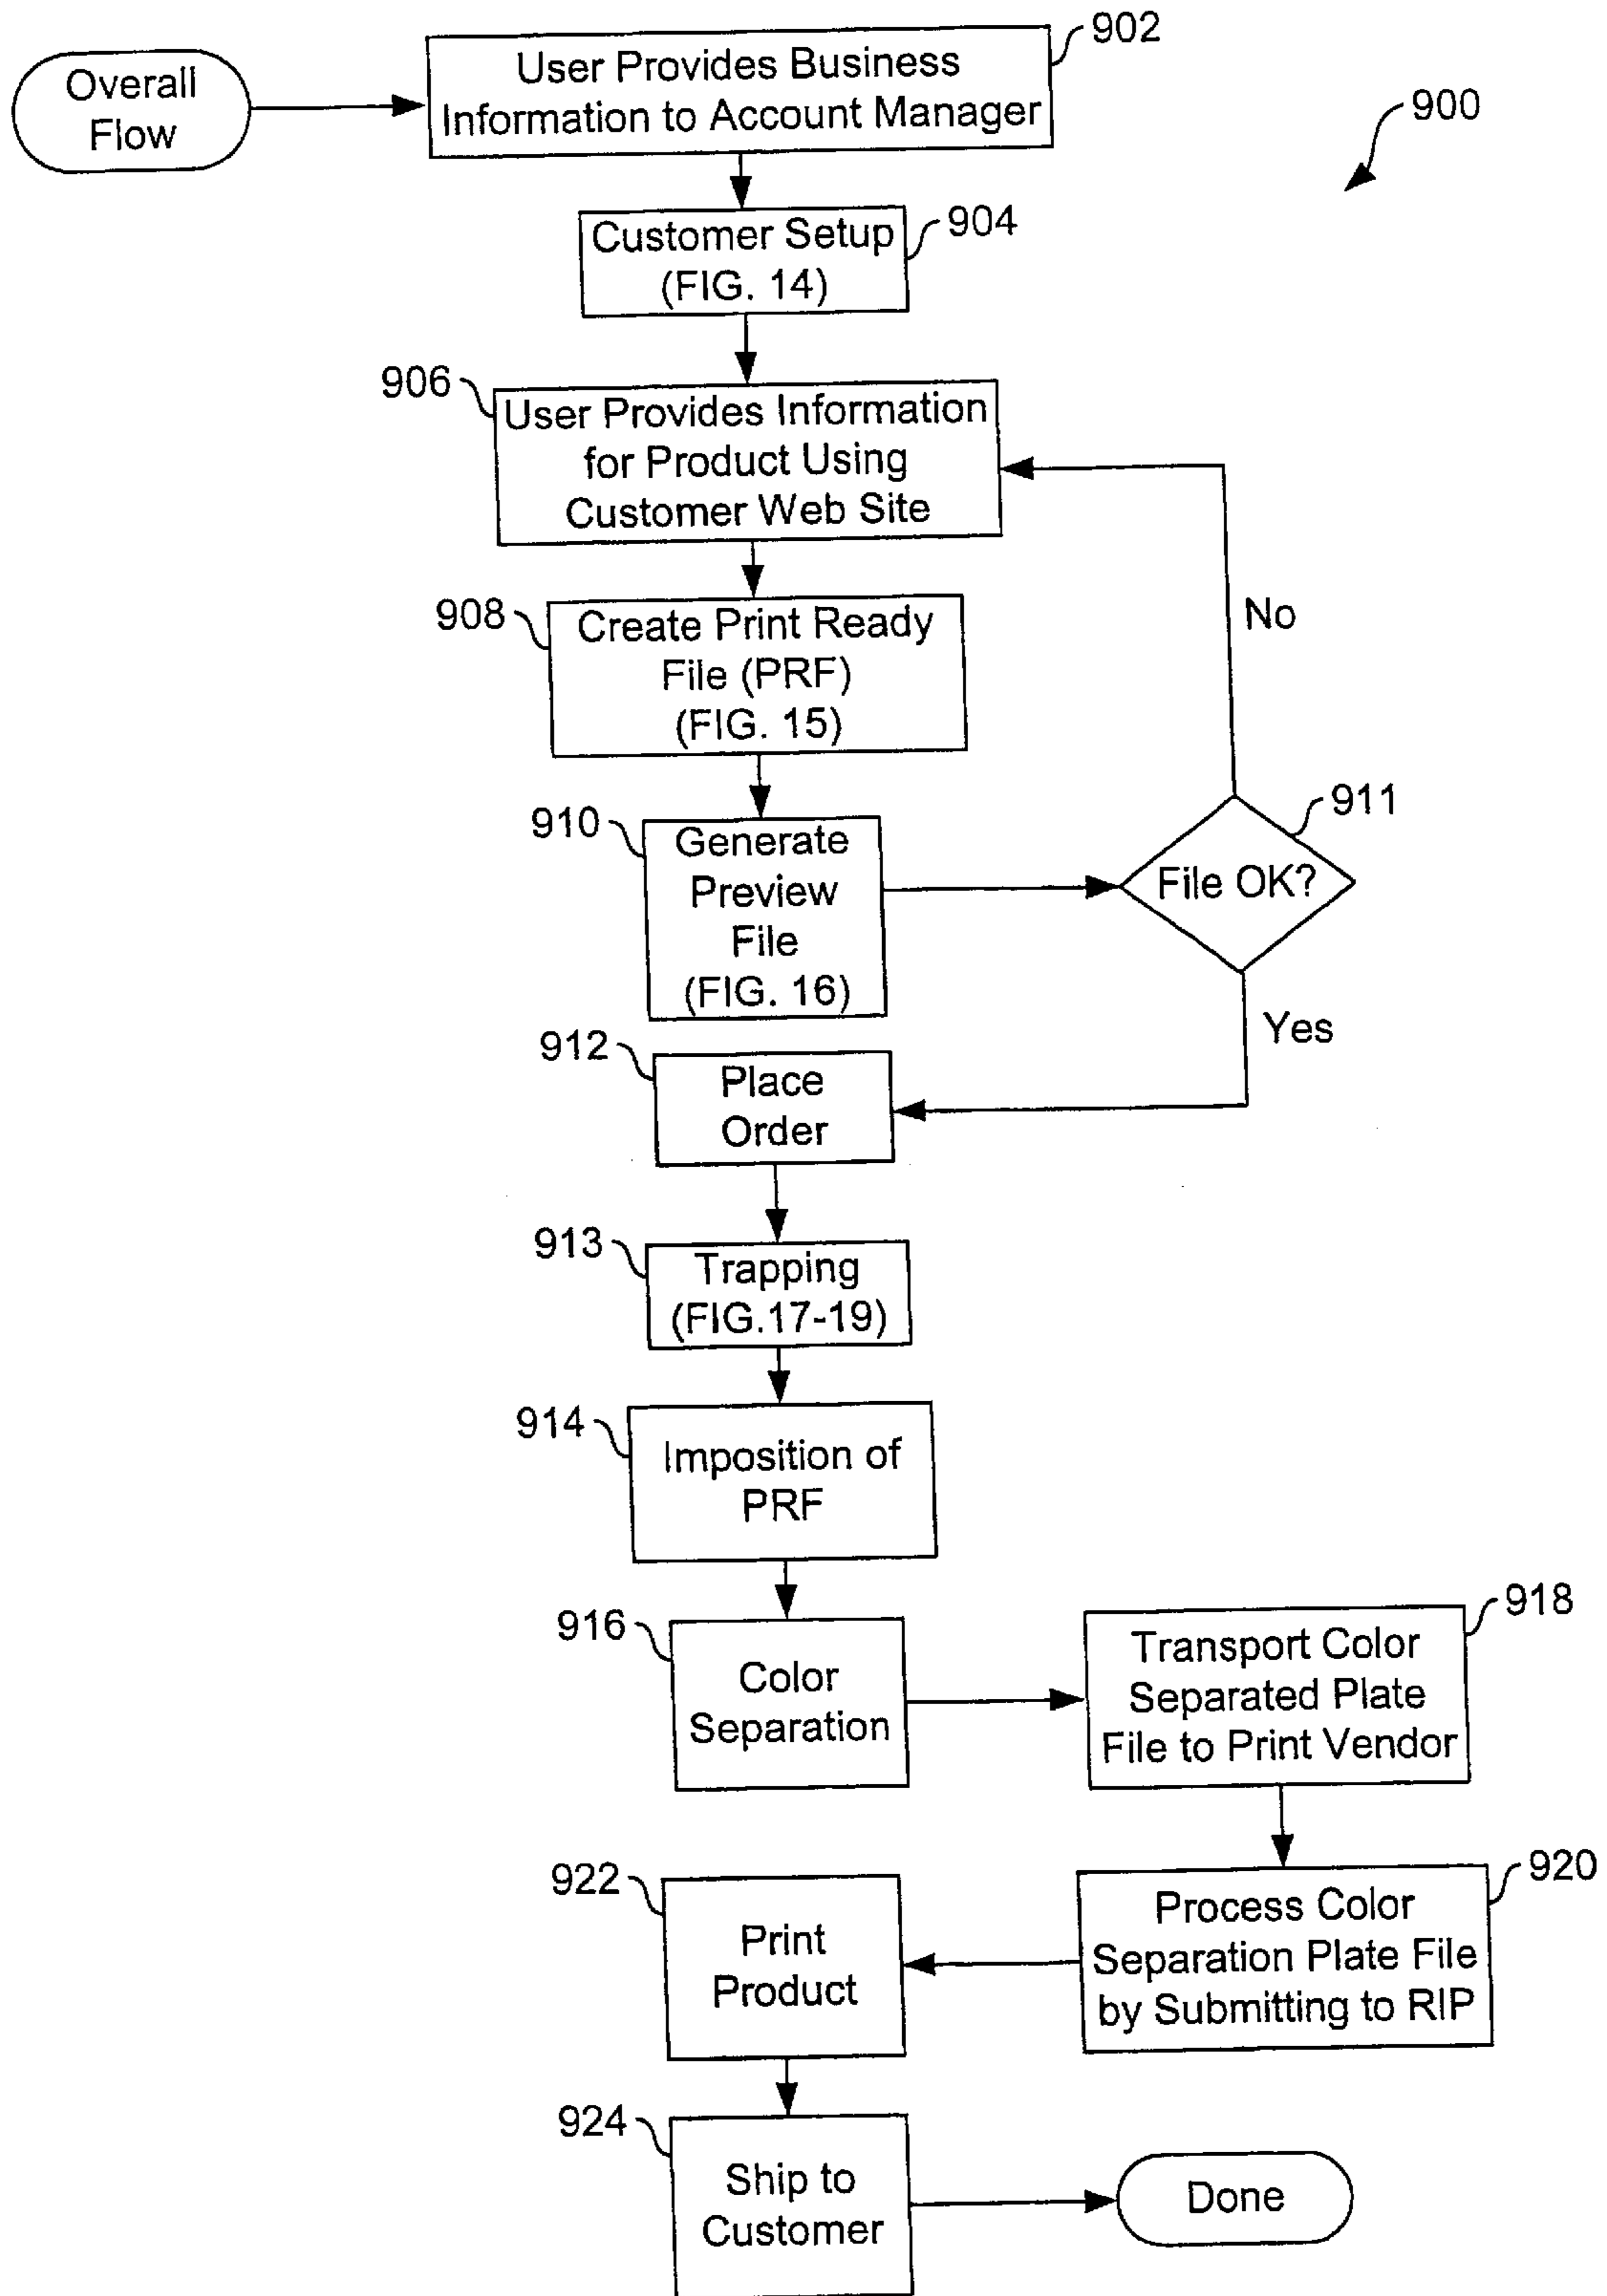 Overall
Flow
902
User Provides Business
Information to Account Manager
900
904
Customer Setup
(FIG. 14)
906
User Provides Information
for Product Using
Customer Web Site
908
Create Print Ready
File (PRF)
(FIG. 15)
No
910
Generate
Preview
File
(FIG. 16)
911
File OK?
Yes
912
Place
Order
913
Trapping
(FIG.17-19)
914
Imposition of
PRF
916
Color
Separation
918
Transport Color
Separated Plate
File to Print Vendor
920
Process Color
Separation Plate File
by Submitting to RIP
922
Print
Product
924
Ship to
Customer
Done